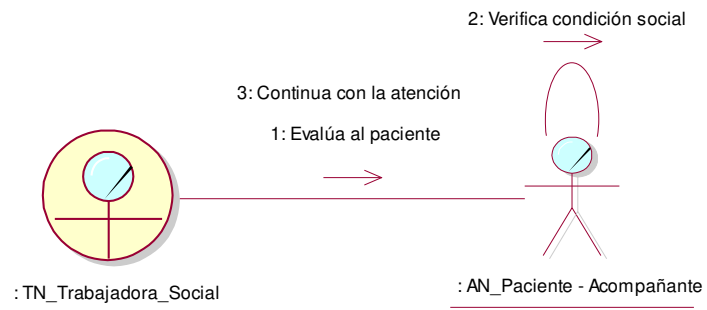 2: Verifica condición social
3: Continua con la atención
1: Evalúa al paciente
: TN_Trabajadora_Social
: AN_Paciente - Acompañante